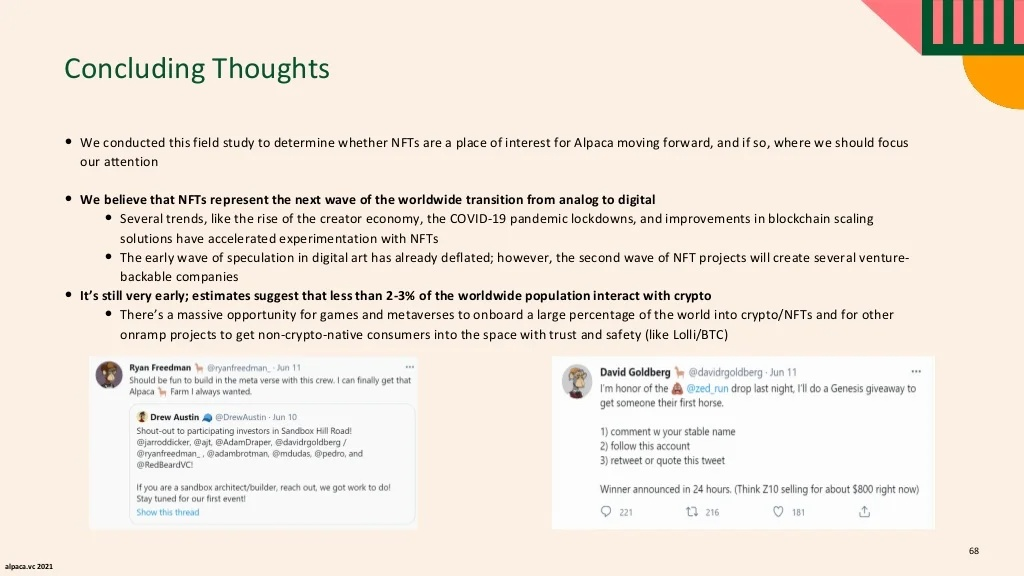 Concluding Thoughts
• We conducted this field study to determine whether NFTs are a place of interest for Alpaca moving forward, and if so, where we should focus
our attention
• We believe that NFTs represent the next wave of the worldwide transition from analog to digital
• Several trends, like the rise of the creator economy, the COVID-19 pandemic lockdowns, and improvements in blockchain scaling
solutions have accelerated experimentation with NFTs
• The early wave of speculation in digital art has already deflated; however, the second wave of NFT projects will create several venture-
backable companies
• It’s still very early; estimates suggest that less than 2-3% of the worldwide population interact with crypto
• There’s a massive opportunity for games and metaverses to onboard a large percentage of the world into crypto/NFTs and for other
onramp projects to get non-crypto-native consumers into the space with trust and safety (like Lolli/BTC)
Ryan Freedman 🦙 @ryanfreedman_ · Jun 11
Should be fun to build in the meta verse with this crew. I can finally get that
Alpaca 🦙 Farm I always wanted.
Drew Austin 🧢 @DrewAustin · Jun 10
Shout-out to participating investors in Sandbox Hill Road!
@jarroddicker, @ajt, @AdamDraper, @davidrgoldberg /
@ryanfreedman_ , @adambrotman, @mdudas, @pedro, and
@RedBeardVC!
If you are a sandbox architect/builder, reach out, we got work to do!
Stay tuned for our first event!
Show this thread
David Goldberg 🦙 @davidrgoldberg · Jun 11
I'm honor of the @zed_run drop last night, I'll do a Genesis giveaway to
get someone their first horse.
1) comment w your stable name
2) follow this account
3) retweet or quote this tweet
Winner announced in 24 hours. (Think Z10 selling for about $800 right now)
221 216 181
68
alpaca.vc 2021